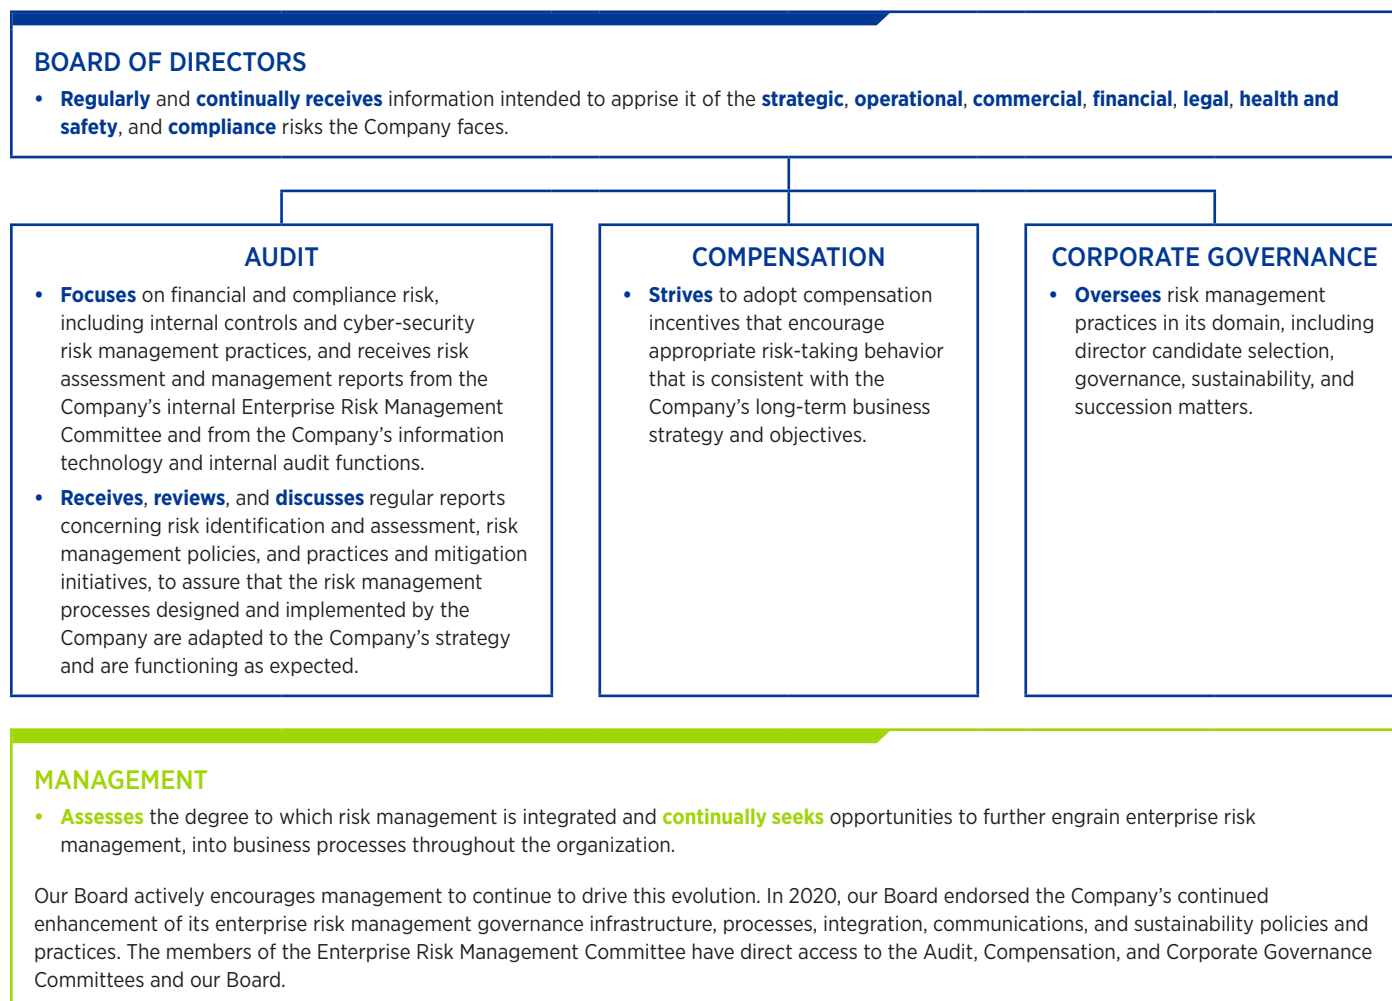 BOARD OF DIRECTORS
• Regularly and continually receives information intended to apprise it of the strategic, operational, commercial, financial, legal, health and
safety, and compliance risks the Company faces.
AUDIT
• Focuses on financial and compliance risk,
including internal controls and cyber-security
risk management practices, and receives risk
assessment and management reports from the
Company’s internal Enterprise Risk Management
Committee and from the Company’s information
technology and internal audit functions.
• Receives, reviews, and discusses regular reports
concerning risk identification and assessment, risk
management policies, and practices and mitigation
initiatives, to assure that the risk management
processes designed and implemented by the
Company are adapted to the Company’s strategy
and are functioning as expected.
COMPENSATION
• Strives to adopt compensation
incentives that encourage
appropriate risk-taking behavior
that is consistent with the
Company’s long-term business
strategy and objectives.
CORPORATE GOVERNANCE
• Oversees risk management
practices in its domain, including
director candidate selection,
governance, sustainability, and
succession matters.
MANAGEMENT
• Assesses the degree to which risk management is integrated and continually seeks opportunities to further engrain enterprise risk
management, into business processes throughout the organization.
Our Board actively encourages management to continue to drive this evolution. In 2020, our Board endorsed the Company’s continued
enhancement of its enterprise risk management governance infrastructure, processes, integration, communications, and sustainability policies and
practices. The members of the Enterprise Risk Management Committee have direct access to the Audit, Compensation, and Corporate Governance
Committees and our Board.